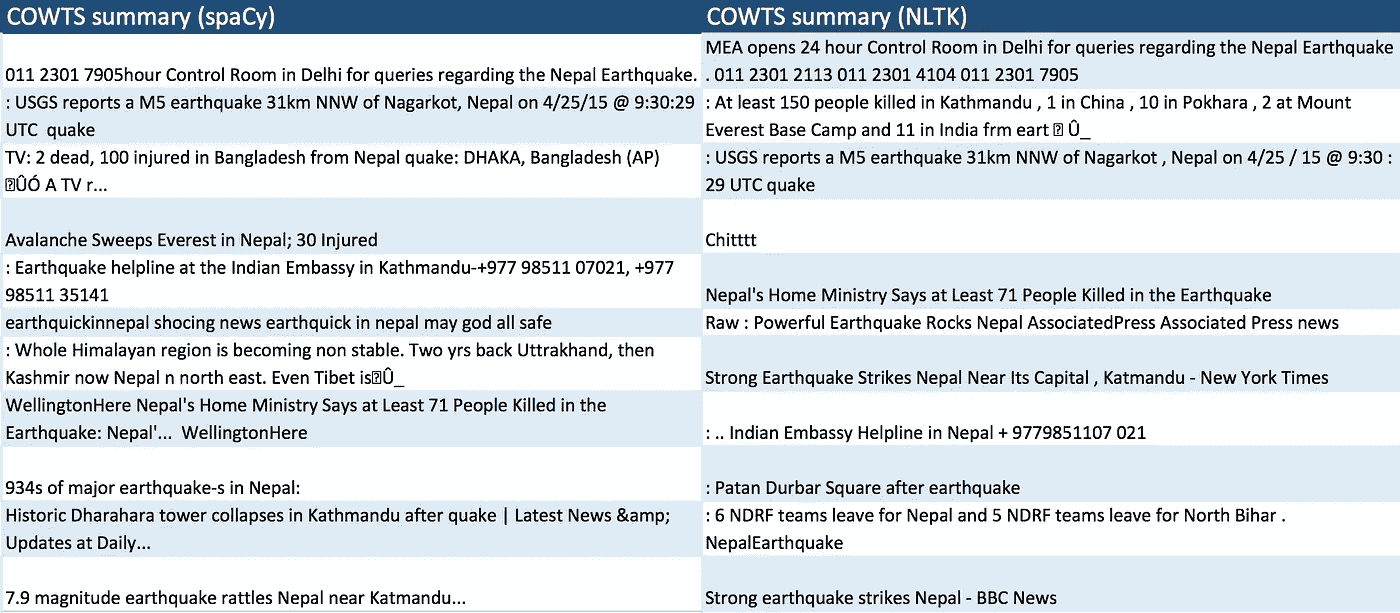 COWTS summary (spaCy)
011 2301 7905hour Control Room in Delhi for queries regarding the Nepal Earthquake.
: USGS reports a M5 earthquake 31km NNW of Nagarkot, Nepal on 4/25/15 @ 9:30:29
UTC  quake
TV: 2 dead, 100 injured in Bangladesh from Nepal quake: DHAKA, Bangladesh (AP)
⍰ÛÓ A TV r...
Avalanche Sweeps Everest in Nepal; 30 Injured
: Earthquake helpline at the Indian Embassy in Kathmandu-+977 98511 07021, +977
98511 35141
earthquickinnepal shocing news earthquick in nepal may god all safe
: Whole Himalayan region is becoming non stable. Two yrs back Uttrakhand, then
Kashmir now Nepal n north east. Even Tibet is⍰Û_
WellingtonHere Nepal's Home Ministry Says at Least 71 People Killed in the
Earthquake: Nepal'...  WellingtonHere
934s of major earthquake-s in Nepal:
Historic Dharahara tower collapses in Kathmandu after quake | Latest News &amp;
Updates at Daily...
7.9 magnitude earthquake rattles Nepal near Katmandu...
COWTS summary (NLTK)
MEA opens 24 hour Control Room in Delhi for queries regarding the Nepal Earthquake
. 011 2301 2113 011 2301 4104 011 2301 7905
: At least 150 people killed in Kathmandu , 1 in China , 10 in Pokhara , 2 at Mount
Everest Base Camp and 11 in India frm eart ⍰ Û_
: USGS reports a M5 earthquake 31km NNW of Nagarkot , Nepal on 4/25 / 15 @ 9:30 :
29 UTC quake
Chitttt
Nepal's Home Ministry Says at Least 71 People Killed in the Earthquake
Raw : Powerful Earthquake Rocks Nepal AssociatedPress Associated Press news
Strong Earthquake Strikes Nepal Near Its Capital , Katmandu - New York Times
: .. Indian Embassy Helpline in Nepal + 9779851107 021
: Patan Durbar Square after earthquake
: 6 NDRF teams leave for Nepal and 5 NDRF teams leave for North Bihar .
NepalEarthquake
Strong earthquake strikes Nepal - BBC News